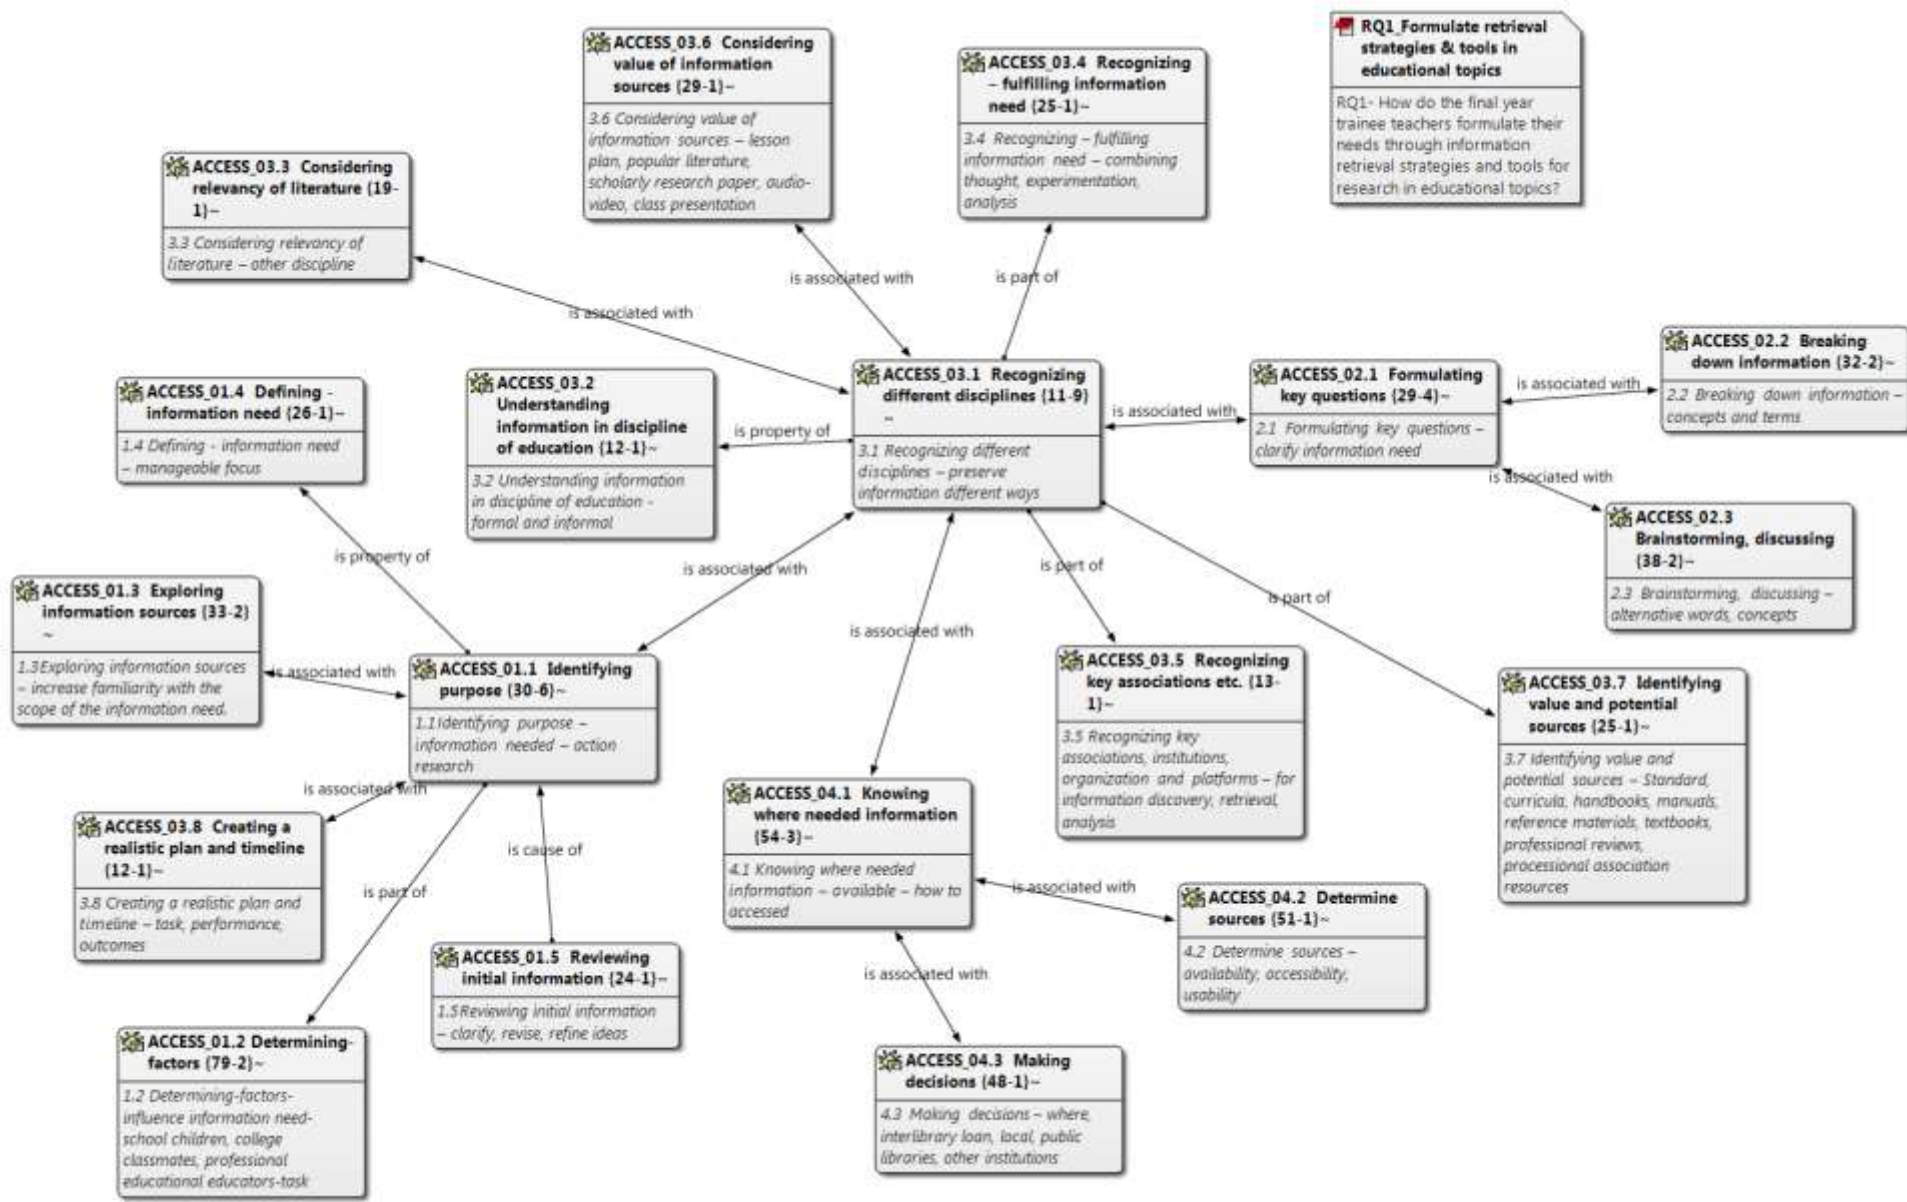 ACCESS_03.6 Considering
value of information
sources {29-1}~
3.6 Considering value of
information sources – lesson
plan, popular literature,
scholarly research paper, audio-
video, class presentation
ACCESS_03.4 Recognizing
– fulfilling information
need {25-1}~
3.4 Recognizing – fulfilling
information need – combining
thought, experimentation,
analysis
RQ1_Formulate retrieval
strategies & tools in
educational topics
RQ1- How do the final year
trainee teachers formulate their
needs through information
retrieval strategies and tools for
research in educational topics?
ACCESS_03.3 Considering
relevancy of literature {19-
1}~
3.3 Considering relevancy of
literature – other discipline
is associated with
is part of
is associated with
ACCESS_01.4 Defining -
information need {26-1}~
1.4 Defining - information need
– manageable focus
ACCESS_03.2
Understanding
information in discipline
of education {12-1}~
3.2 Understanding information
in discipline of education -
formal and informal
is property of
ACCESS_03.1 Recognizing
different disciplines {11-9}
~
3.1 Recognizing different
disciplines – preserve
information different ways
is associated with
ACCESS_02.1 Formulating
key questions {29-4}~
2.1 Formulating key questions –
clarify information need
is associated with
ACCESS_02.2 Breaking
down information {32-2}~
2.2 Breaking down information –
concepts and terms
is associated with
ACCESS_02.3
Brainstorming, discussing
{38-2}~
2.3 Brainstorming, discussing –
alternative words, concepts
is property of
is associated with
is part of
is part of
is associated with
ACCESS_01.3 Exploring
information sources {33-2}
~
1.3Exploring information sources
– increase familiarity with the
scope of the information need.
is associated with
ACCESS_01.1 Identifying
purpose {30-6}~
1.1Identifying purpose –
information needed – action
research
ACCESS_03.5 Recognizing
key associations etc. {13-
1}~
3.5 Recognizing key
associations, institutions,
organization and platforms – for
information discovery, retrieval,
analysis
ACCESS_03.7 Identifying
value and potential
sources {25-1}~
3.7 Identifying value and
potential sources – Standard,
curricula, handbooks, manuals,
reference materials, textbooks,
professional reviews,
processional association
resources
is associated with
ACCESS_03.8 Creating a
realistic plan and timeline
{12-1}~
3.8 Creating a realistic plan and
timeline – task, performance,
outcomes
is part of
is cause of
ACCESS_04.1 Knowing
where needed information
{54-3}~
4.1 Knowing where needed
information – available – how to
accessed
is associated with
ACCESS_04.2 Determine
sources {51-1}~
4.2 Determine sources –
availability, accessibility,
usability
ACCESS_01.5 Reviewing
initial information {24-1}~
1.5Reviewing initial information
– clarify, revise, refine ideas
is associated with
ACCESS_01.2 Determining-
factors {79-2}~
1.2 Determining-factors-
influence information need-
school children, college
classmates, professional
educational educators-task
ACCESS_04.3 Making
decisions {48-1}~
4.3 Making decisions – where,
interlibrary loan, local, public
libraries, other institutions